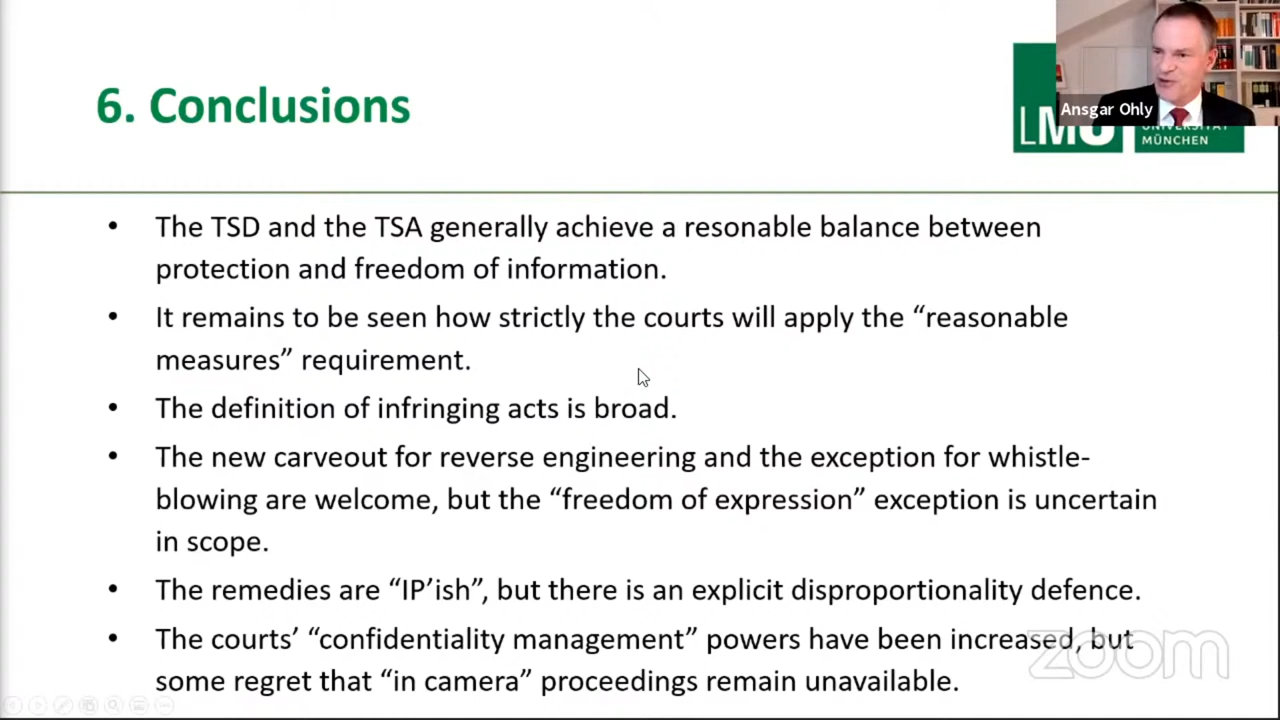 6. Conclusions
Ansgar Ohly
LMU
UNIVERSITÄT
MÜNCHEN
• The TSD and the TSA generally achieve a resonable balance between
protection and freedom of information.
• It remains to be seen how strictly the courts will apply the “reasonable
measures” requirement.
• The definition of infringing acts is broad.
• The new carveout for reverse engineering and the exception for whistle-
blowing are welcome, but the “freedom of expression” exception is uncertain
in scope.
• The remedies are “IP’ish”, but there is an explicit disproportionality defence.
• The courts’ “confidentiality management” powers have been increased, but
some regret that “in camera” proceedings remain unavailable.
zoom